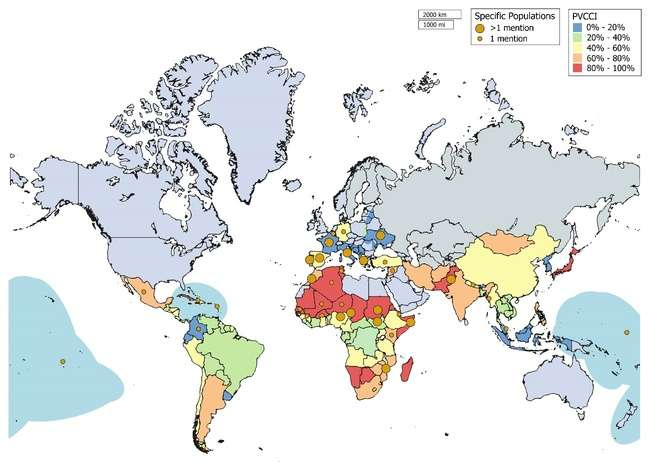 2000 km
1000 mi
Specific Populations
>1 mention
1 mention
PVCCI
0% - 20%
20% - 40%
40% - 60%
60% - 80%
80% - 100%